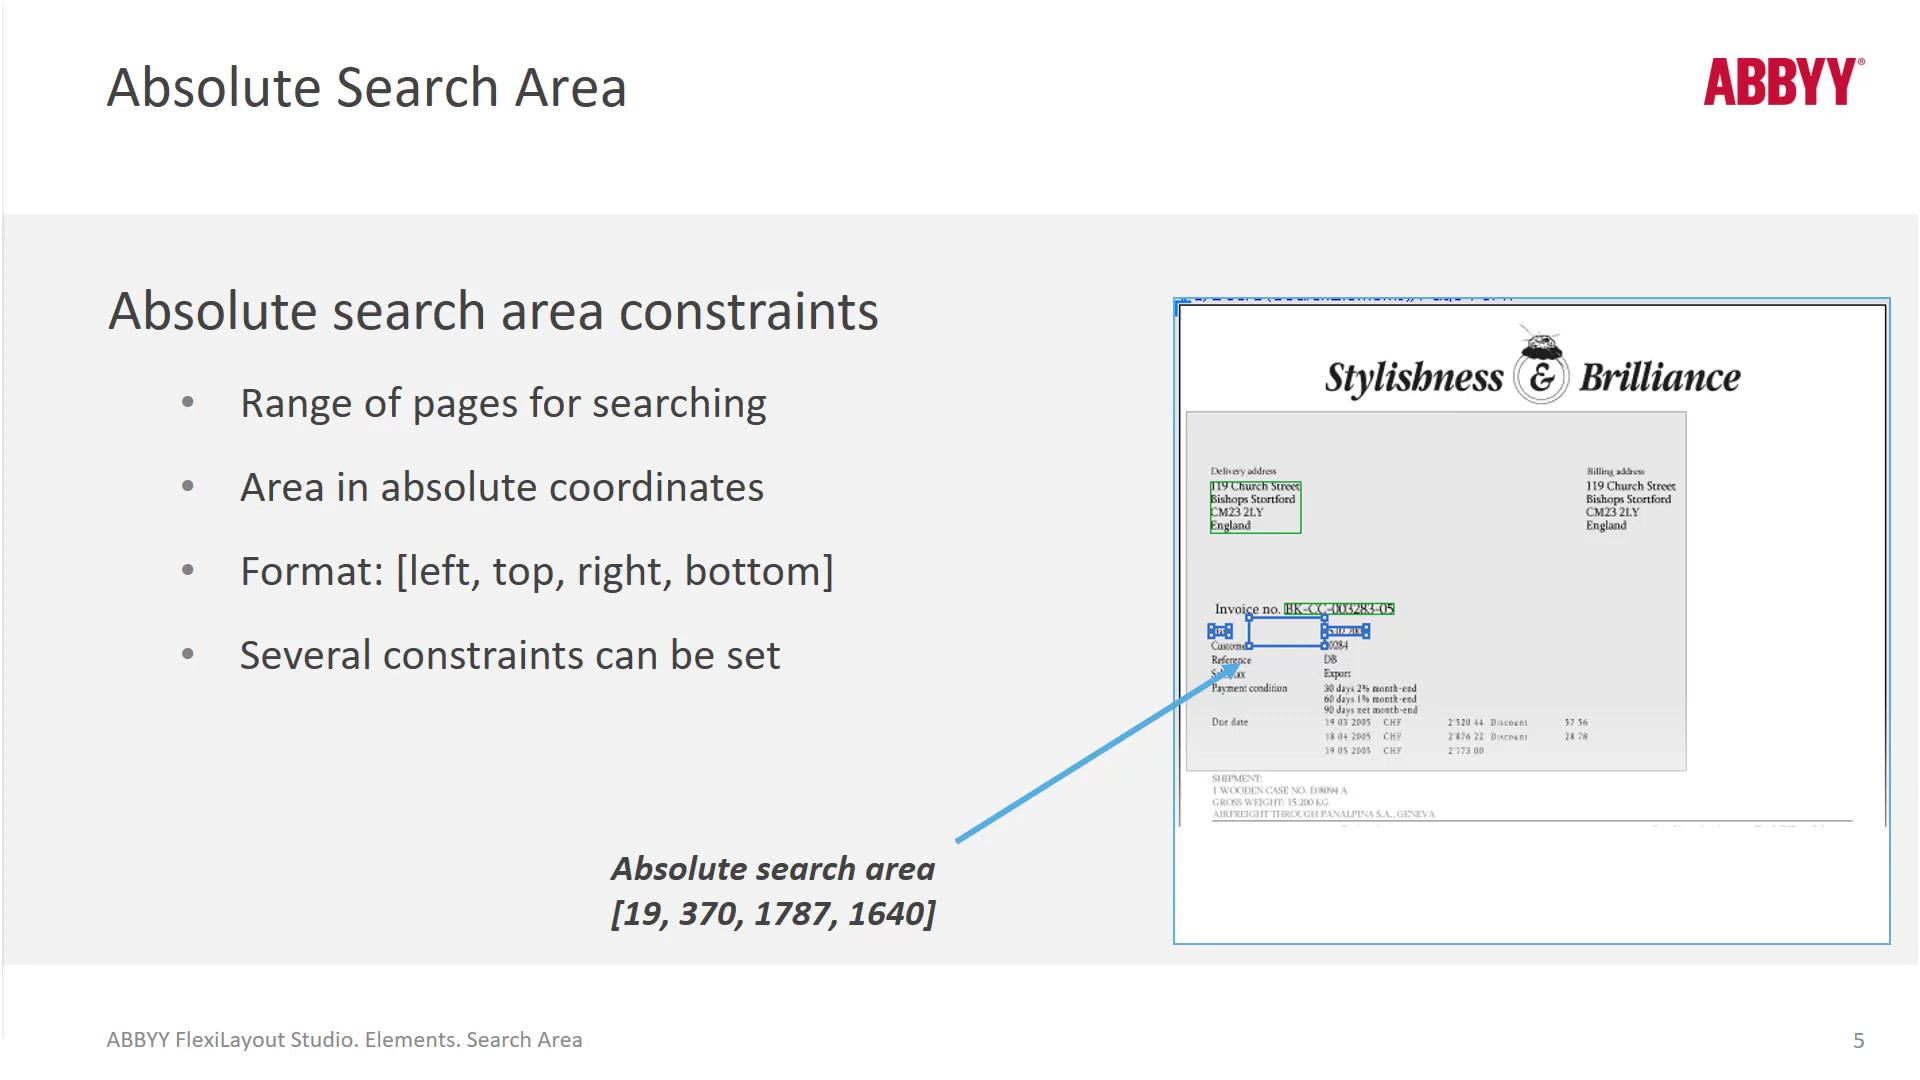 Absolute Search Area
ABBYY®
Absolute search area constraints
• Range of pages for searching
• Area in absolute coordinates
• Format: [left, top, right, bottom]
• Several constraints can be set
Absolute search area
[19, 370, 1787, 1640]
Stylishness & Brilliance
Delivery address
119 Church Street
Bishops Stortford
CM23 2LY
England
Billing address
119 Church Street
Bishops Stortford
CM23 2LY
England
Invoice no. BK-CC-003283-05
Reference DB
Export
Payment condition 30 days 2% month-end
60 days 1% month-end
90 days net month-end
Due date 19 03 2005 CHF 2'520 44 Discount 57 56
18 04 2005 CHF 2'876 22 Discount 28 78
19 05 2005 CHF 2'173 00
SHIPMENT:
1 WOODEN CASE NO. D/8094 A
GROSS WEIGHT: 15.200 KG
AIRFREIGHT THROUGH PANALPINA S.A., GENEVA
ABBYY FlexiLayout Studio. Elements. Search Area
5